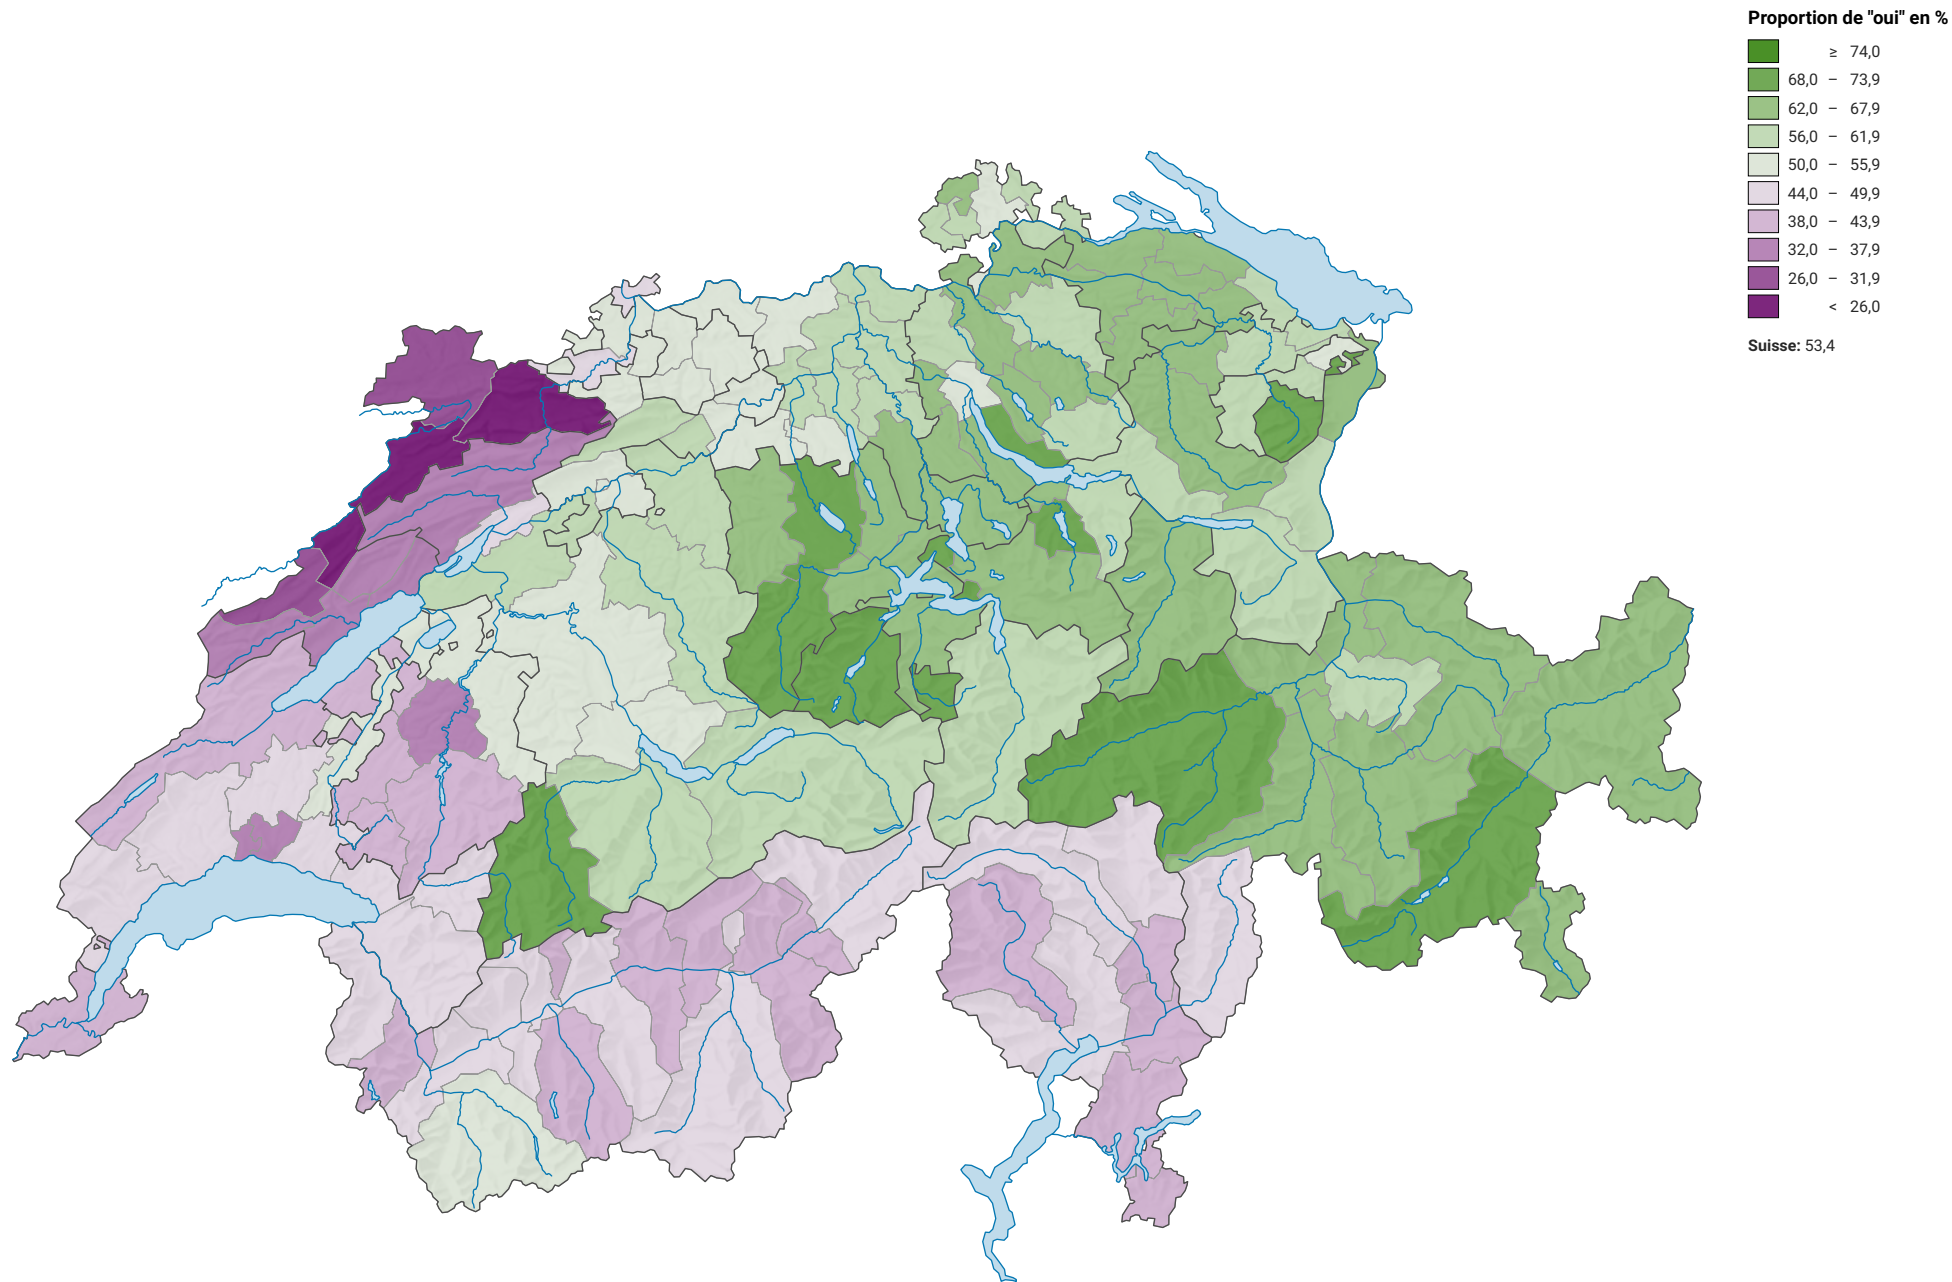 Proportion de "oui" en %
≥ 74,0
68,0 – 73,9
62,0 – 67,9
56,0 – 61,9
50,0 – 55,9
44,0 – 49,9
38,0 – 43,9
32,0 – 37,9
26,0 – 31,9
< 26,0
Suisse: 53,4